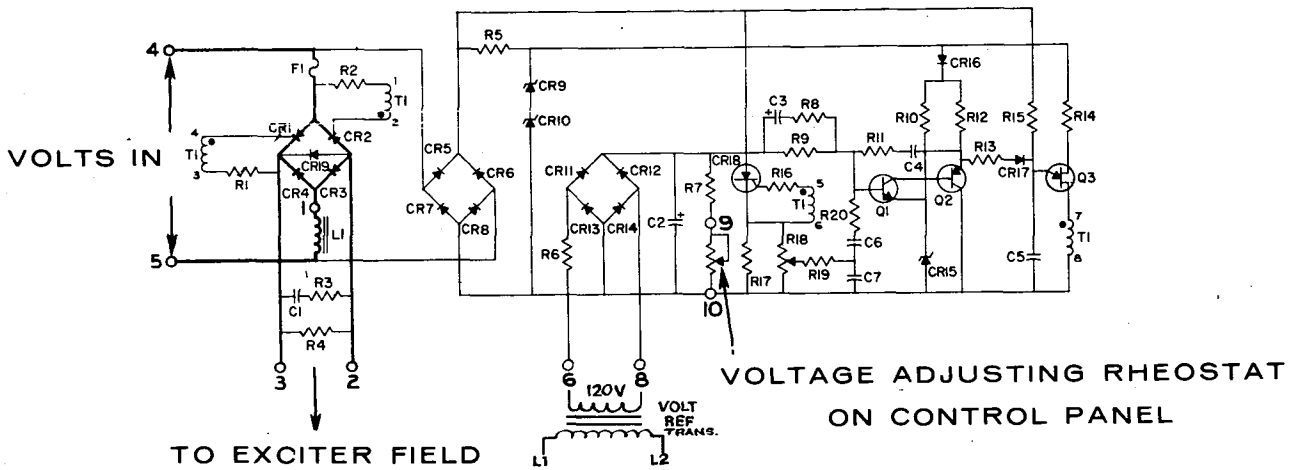 4
F1
R2
1
T1
2
R5
CR9
CR10
CR16
C3
+
R8
R9
R10
R12
R15
R14
4
CR1
CR2
T1
3
R1
CR19
CR4
CR3
1
L1
VOLTS IN
5
CR5
CR6
CR7
CR8
CR11
CR12
CR13
CR14
R6
C2
+
R7
9
10
CR18
R16
5
T1
6
R17
R18
R19
R11
C4
R20
C6
C7
Q1
Q2
CR15
R13
CR17
Q3
C5
7
T1
8
C1
R3
R4
3
2
6
8
120V
VOLT
REF
TRANS.
L1
L2
TO EXCITER FIELD
VOLTAGE ADJUSTING RHEOSTAT
ON CONTROL PANEL